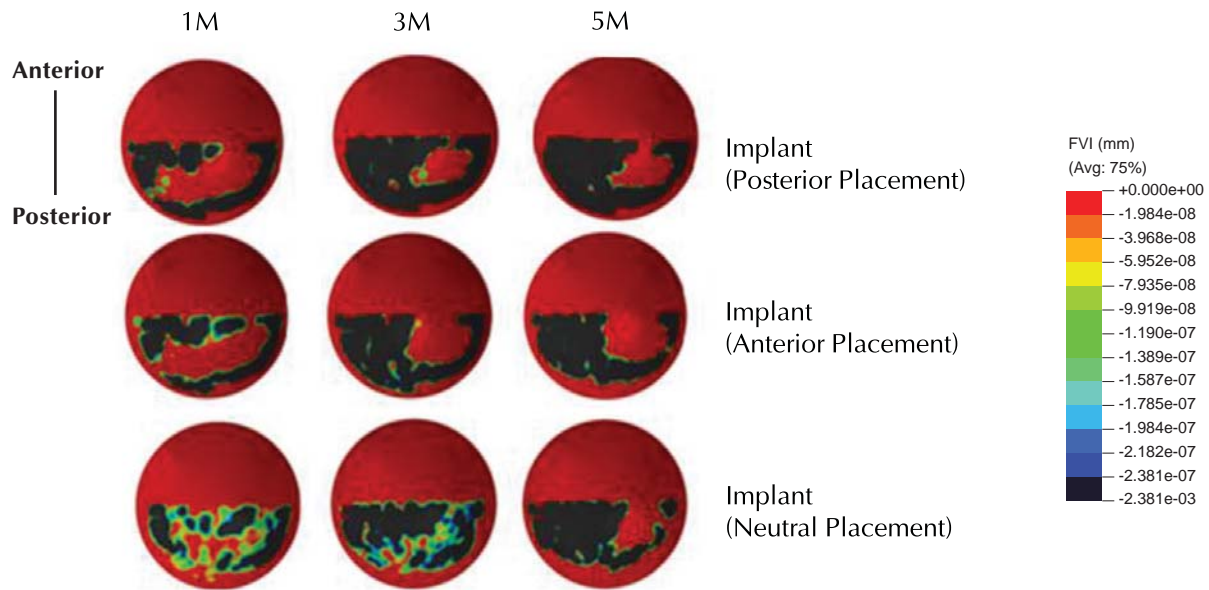 1M
3M
5M
Anterior
Posterior
Implant
(Posterior Placement)
Implant
(Anterior Placement)
Implant
(Neutral Placement)
FVI (mm)
(Avg: 75%)
+0.000e+00
-1.984e-08
-3.968e-08
-5.952e-08
-7.935e-08
-9.919e-08
-1.190e-07
-1.389e-07
-1.587e-07
-1.785e-07
-1.984e-07
-2.182e-07
-2.381e-07
-2.381e-03